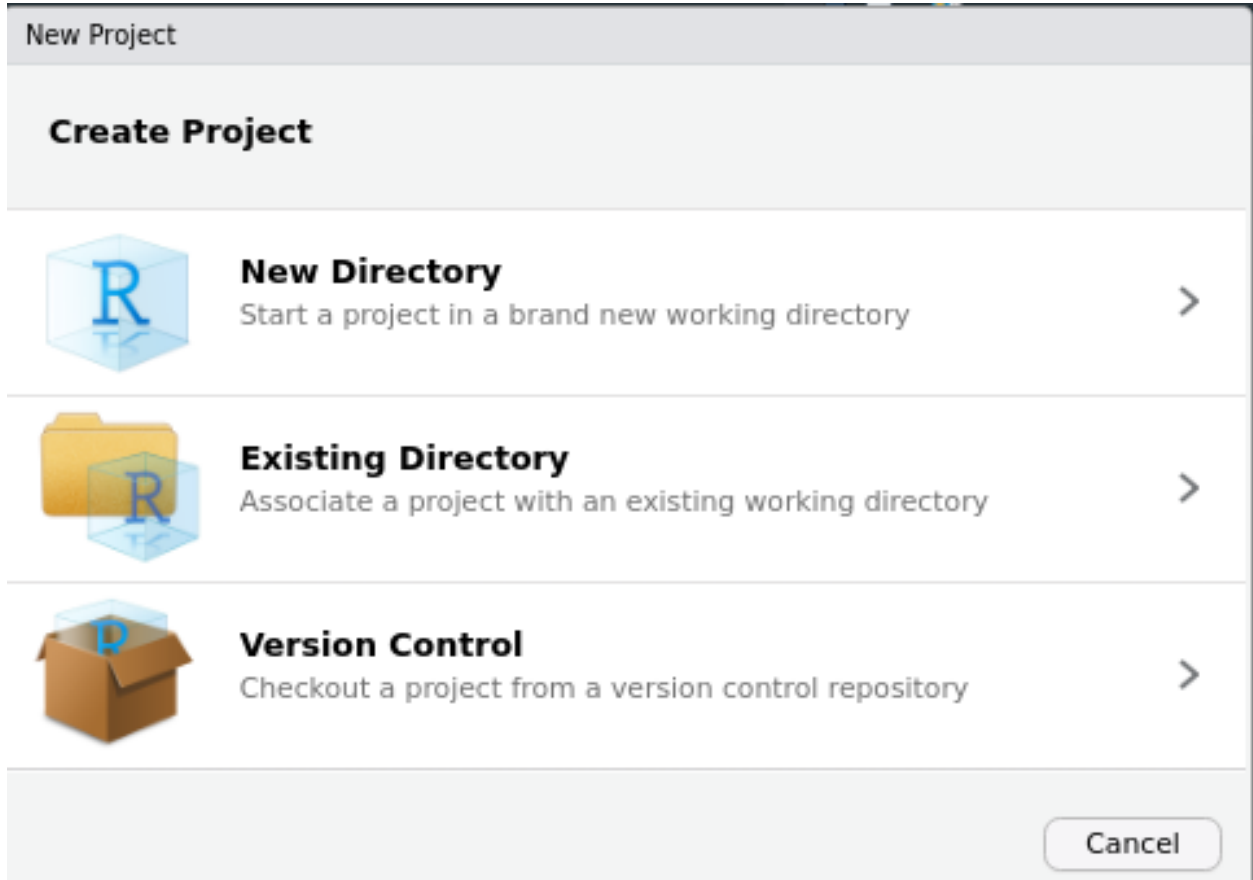 New Project
Create Project
R
New Directory
Start a project in a brand new working directory
R
Existing Directory
Associate a project with an existing working directory
R
Version Control
Checkout a project from a version control repository
Cancel